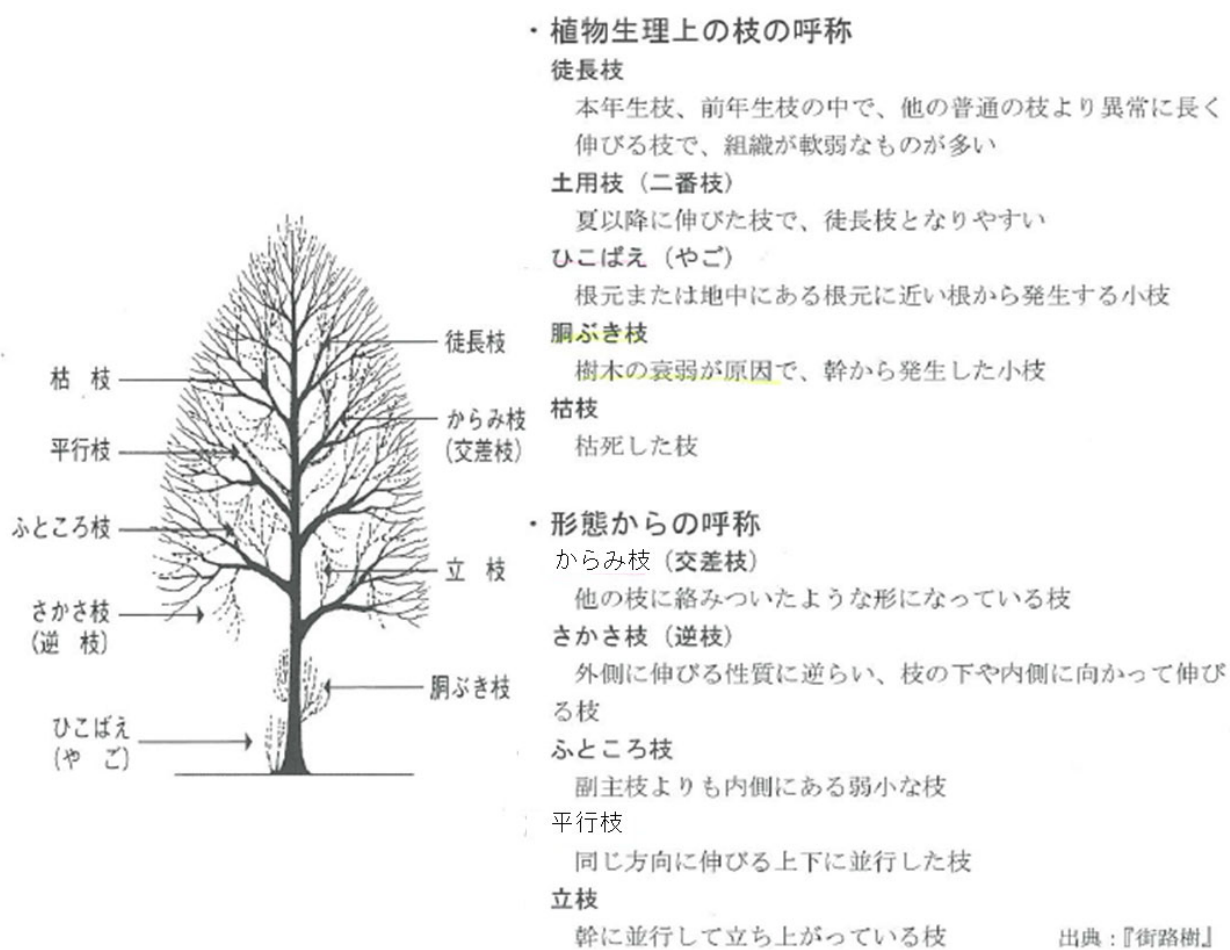 ・植物生理上の枝の呼称
徒長枝
本年生枝、前年生枝の中で、他の普通の枝より異常に長く
伸びる枝で、組織が軟弱なものが多い
土用枝（二番枝）
夏以降に伸びた枝で、徒長枝となりやすい
ひこばえ（やご）
根元または地中にある根元に近い根から発生する小枝
胴ぶき枝
樹木の衰弱が原因で、幹から発生した小枝
枯枝
枯死した枝
・形態からの呼称
からみ枝（交差枝）
他の枝に絡みついたような形になっている枝
さかさ枝（逆枝）
外側に伸びる性質に逆らい、枝の下や内側に向かって伸び
る枝
ふところ枝
副主枝よりも内側にある弱小な枝
平行枝
同じ方向に伸びる上下に並行した枝
立枝
幹に並行して立ち上がっている枝
出典：『街路樹』
枯　枝
平行枝
ふところ枝
さかさ枝
(逆　枝)
ひこばえ
(や　ご)
徒長枝
からみ枝
(交差枝)
立　枝
胴ぶき枝